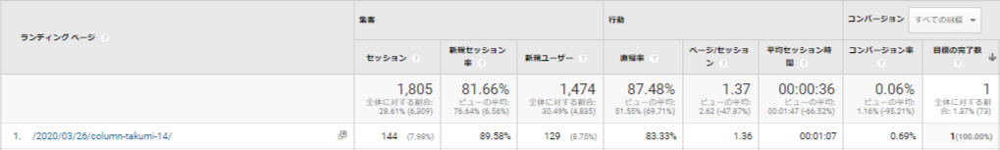 集客 行動 コンバージョン すべての目標
ランディング ページ
セッション 新規セッション率 新規ユーザー 直帰率 ページ/セッション 平均セッション時間 コンバージョン率 目標の完了数
1,805 81.66% 1,474 87.48% 1.37 00:00:36 0.06% 1
全体に対する割合: 28.61% (6,309) ビューの平均: 76.64% (6.56%) 全体に対する割合: 30.49% (4,835) ビューの平均: 51.55% (69.71%) ビューの平均: 2.62 (-47.87%) ビューの平均: 00:01:47 (-66.52%) ビューの平均: 1.16% (-95.21%) 全体に対する割合: 1.37% (73)
1. /2020/03/26/column-takumi-14/ 144 (7.98%) 89.58% 129 (8.75%) 83.33% 1.36 00:01:07 0.69% 1(100.00%)